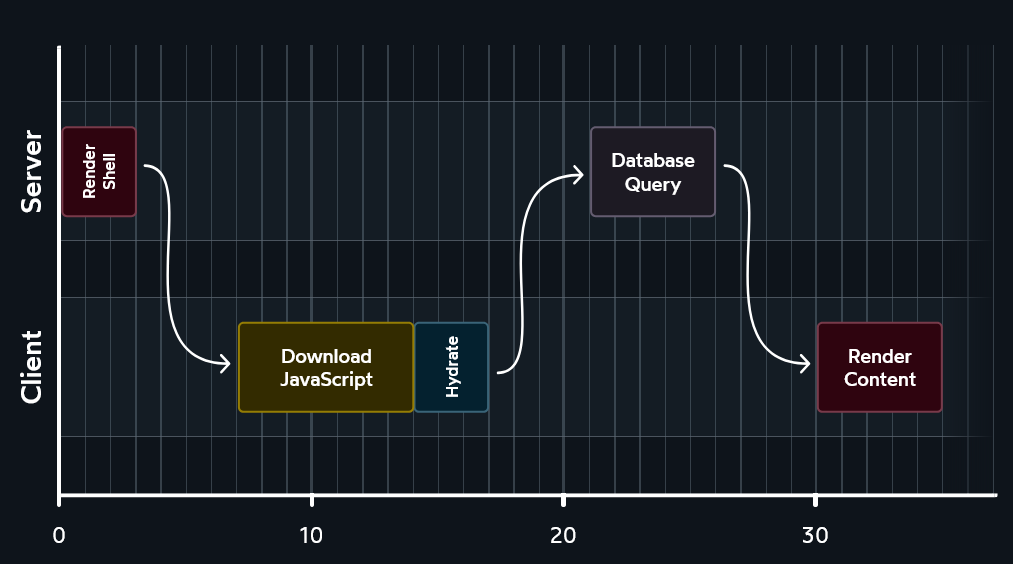 Server
Render
Shell
Database
Query
Client
Download
JavaScript
Hydrate
Render
Content
0
10
20
30